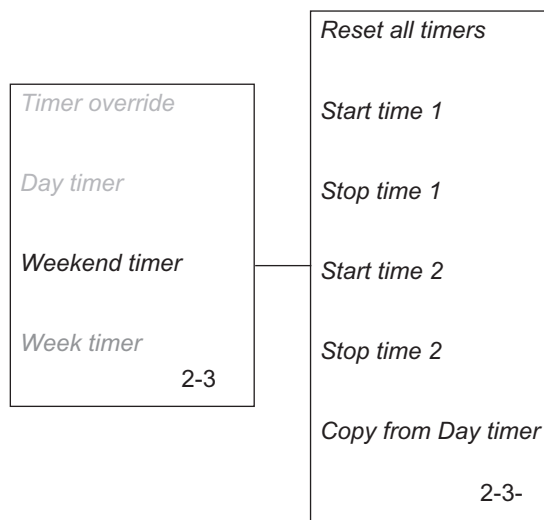 Timer override
Day timer
Weekend timer
Week timer
2-3
Reset all timers
Start time 1
Stop time 1
Start time 2
Stop time 2
Copy from Day timer
2-3-